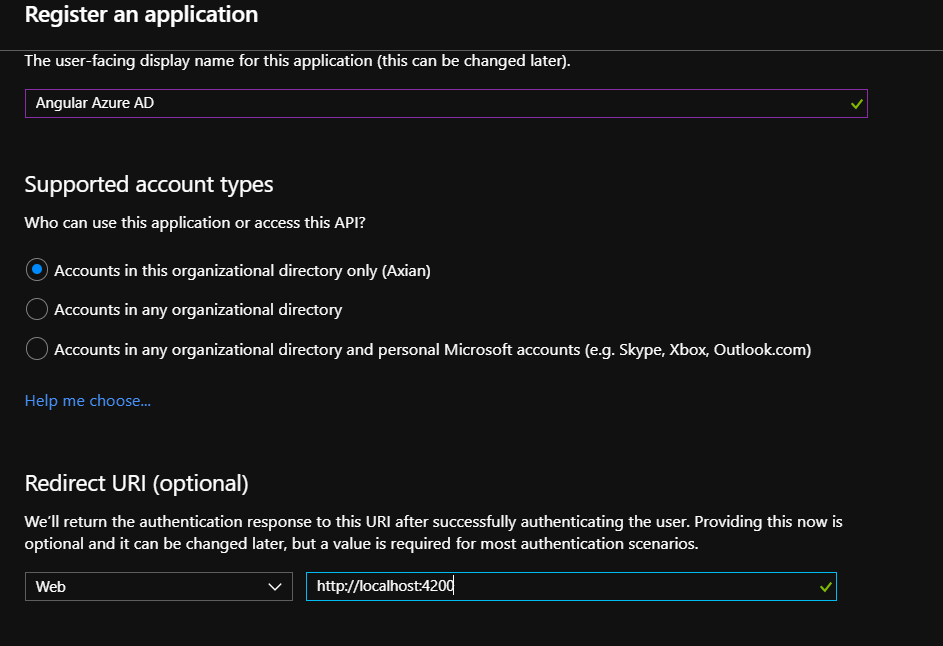 Register an application
The user-facing display name for this application (this can be changed later).
Angular Azure AD
Supported account types
Who can use this application or access this API?
Accounts in this organizational directory only (Axian)
Accounts in any organizational directory
Accounts in any organizational directory and personal Microsoft accounts (e.g. Skype, Xbox, Outlook.com)
Help me choose...
Redirect URI (optional)
We'll return the authentication response to this URI after successfully authenticating the user. Providing this now is
optional and it can be changed later, but a value is required for most authentication scenarios.
Web
http://localhost:4200